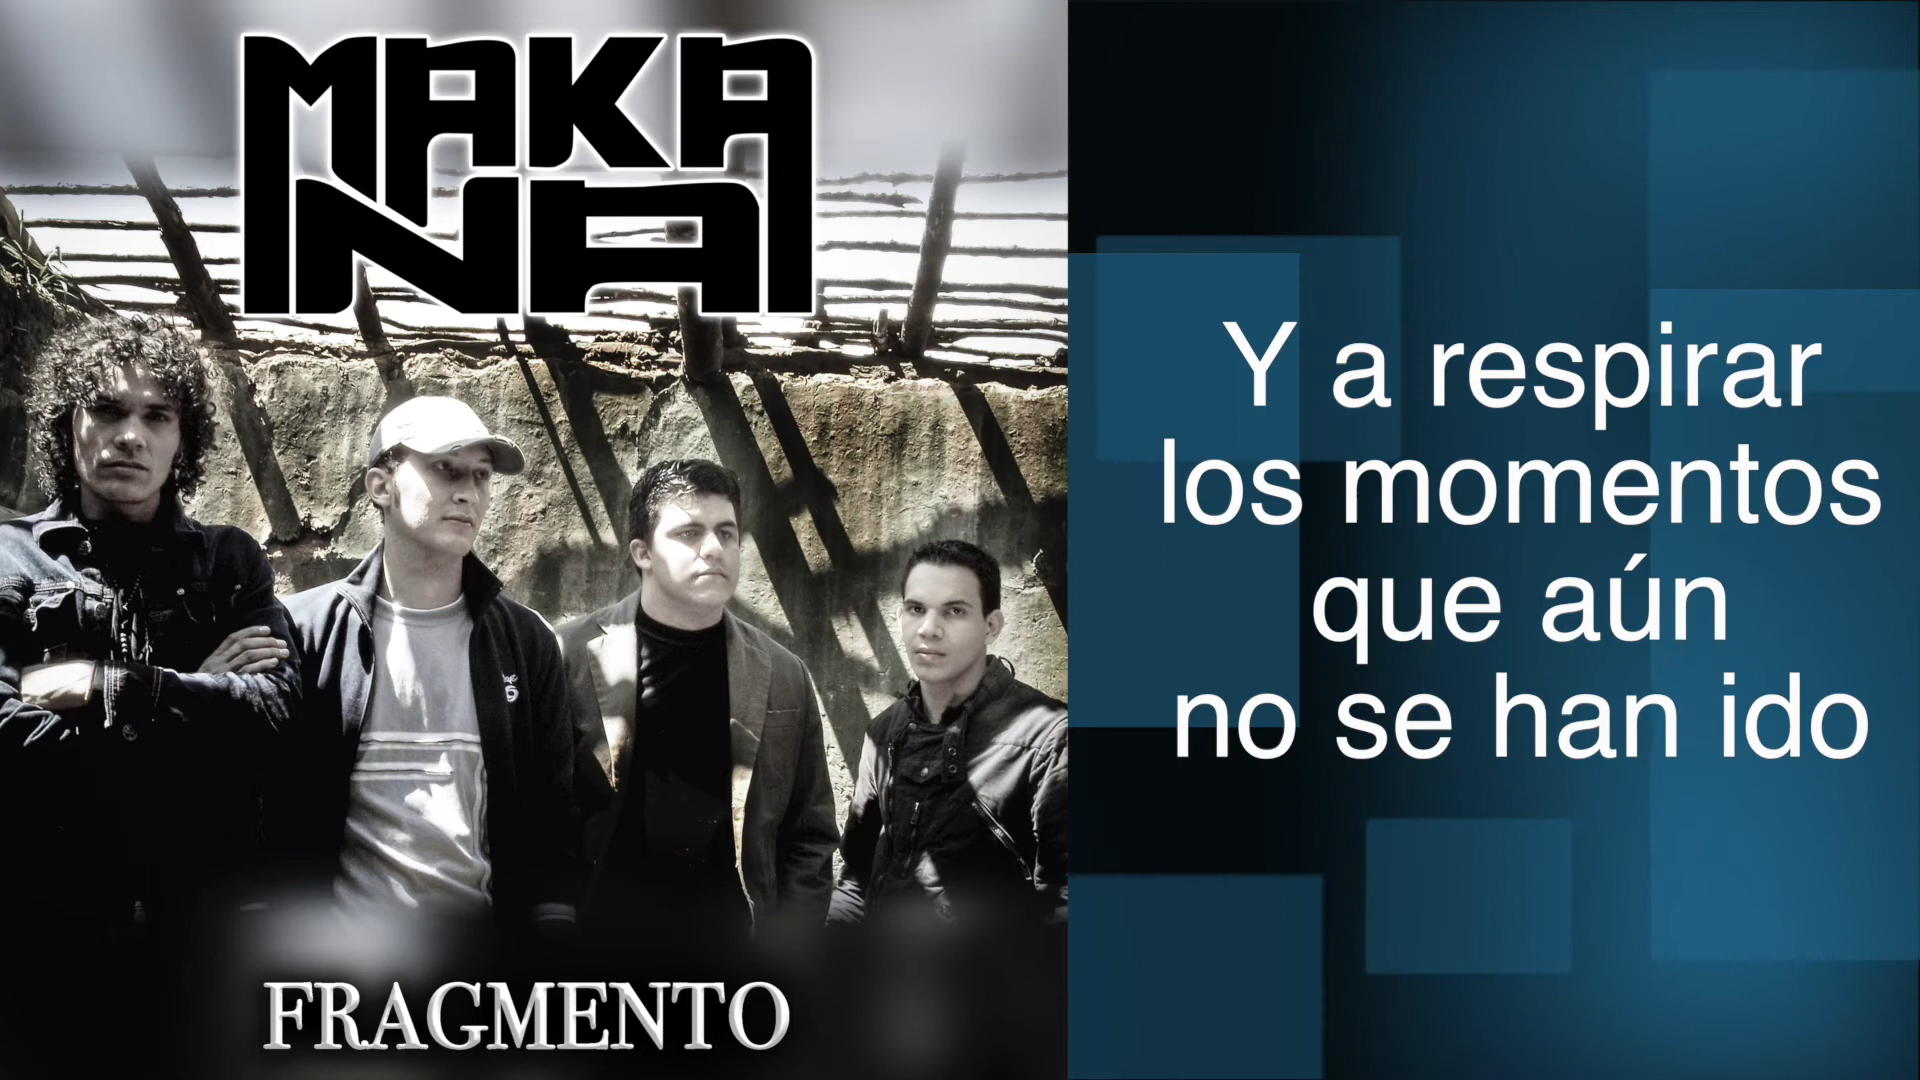 MAKA
NA
FRAGMENTO
Y a respirar
los momentos
que aún
no se han ido